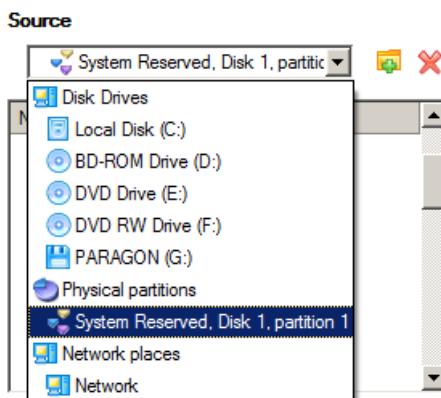 Source
System Reserved, Disk 1, partitic
N
Disk Drives
Local Disk (C:)
BD-ROM Drive (D:)
DVD Drive (E:)
DVD RW Drive (F:)
PARAGON (G:)
Physical partitions
System Reserved, Disk 1, partition 1
Network places
Network